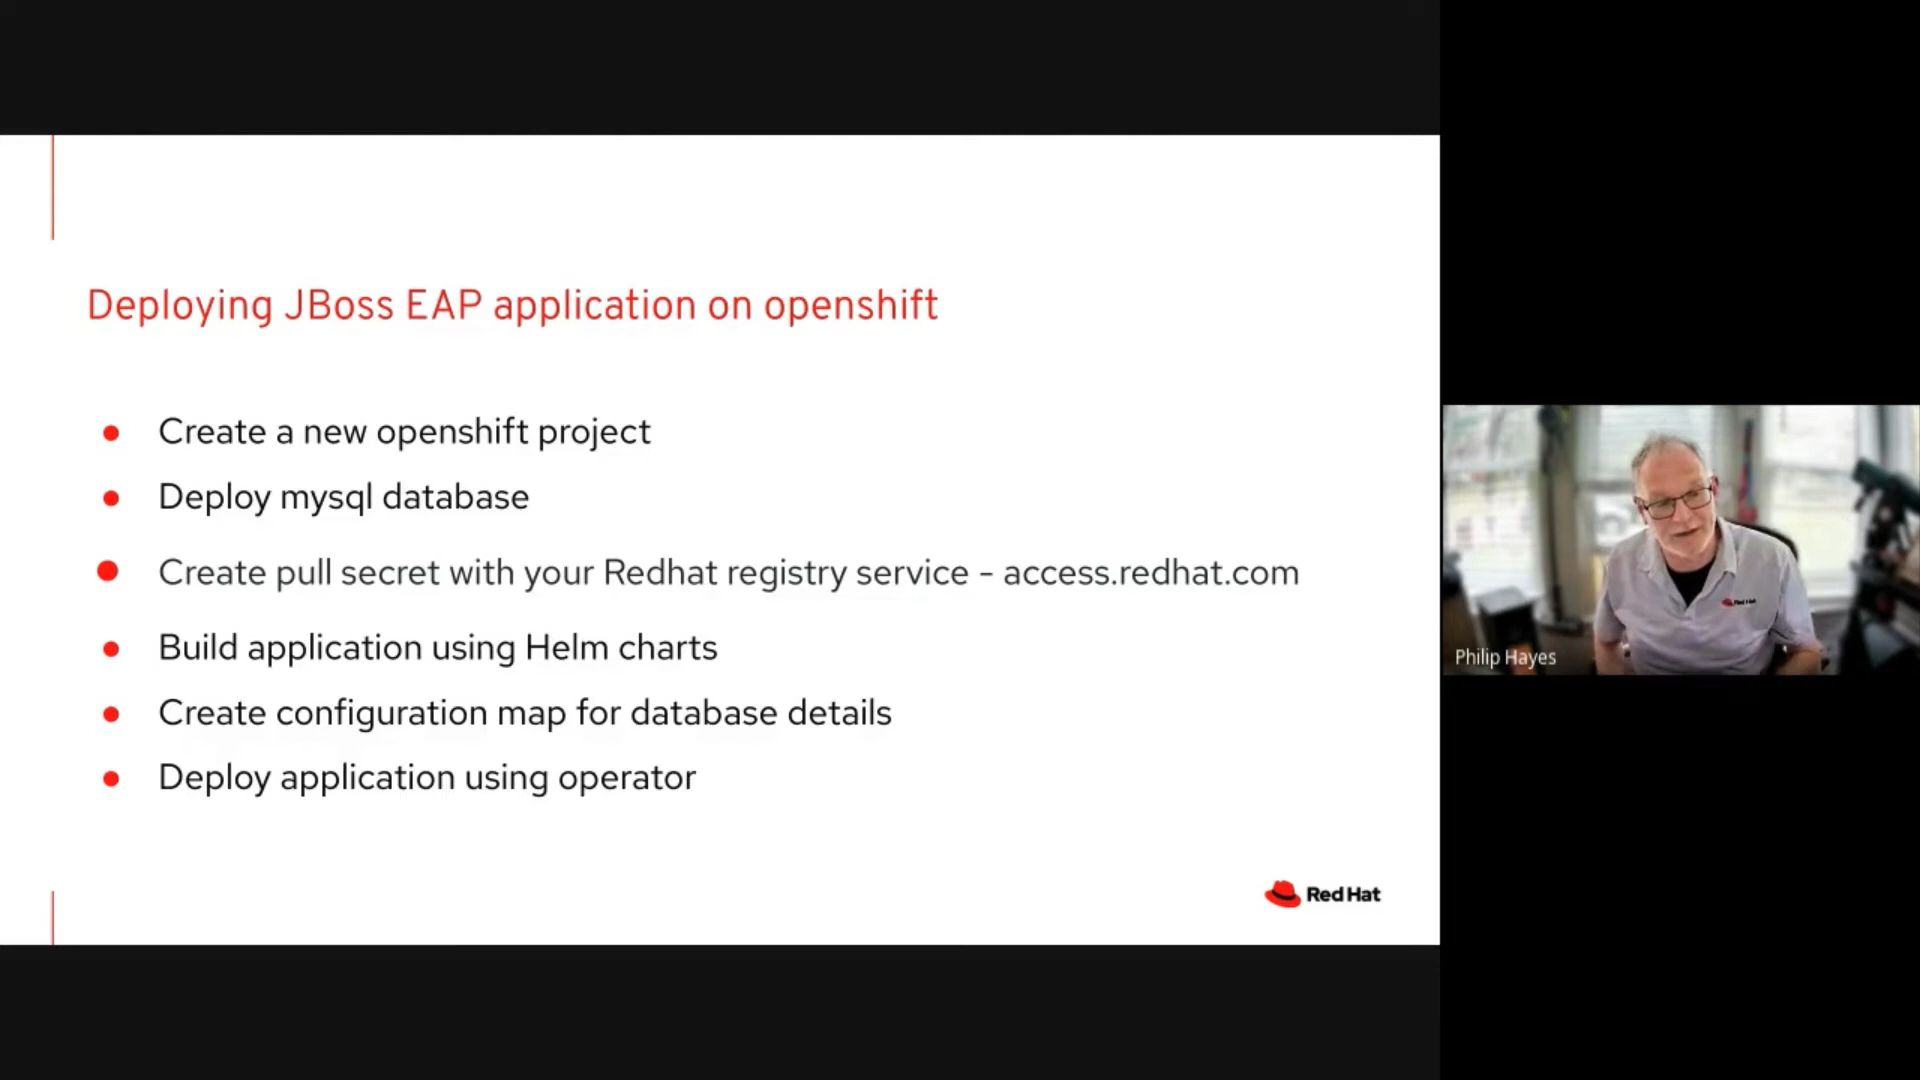 Deploying JBoss EAP application on openshift
Create a new openshift project
Deploy mysql database
Create pull secret with your Redhat registry service - access.redhat.com
Build application using Helm charts
Create configuration map for database details
Deploy application using operator
Red Hat
Red Hat
Philip Hayes